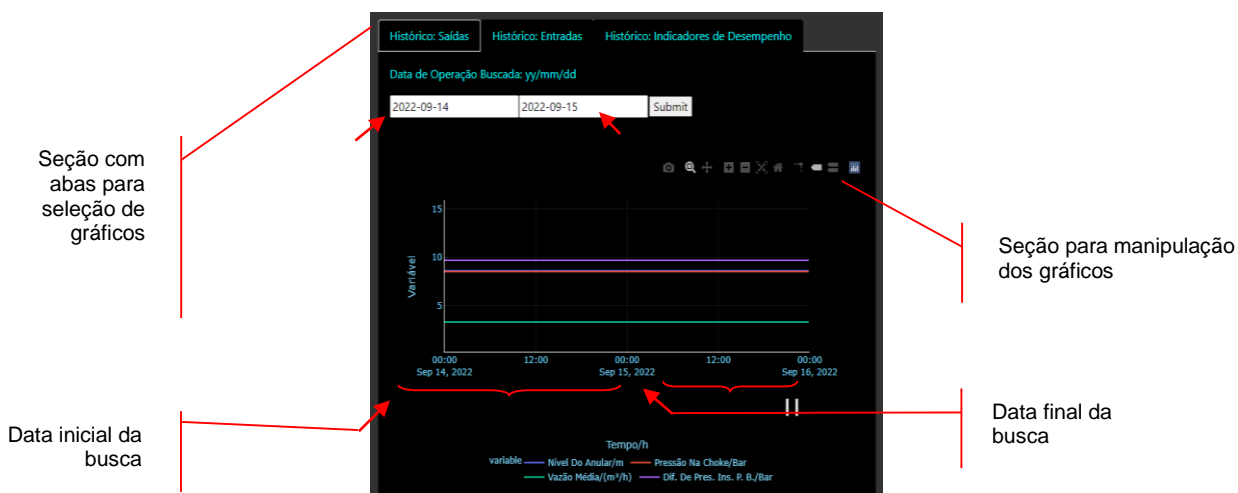 Histórico: Saídas Histórico: Entradas Histórico: Indicadores de Desempenho
Data de Operação Buscada: yy/mm/dd
2022-09-14 2022-09-15 Submit
Seção com
abas para
seleção de
gráficos
Seção para manipulação
dos gráficos
Variável
15
10
5
00:00 12:00 00:00 12:00 00:00
Sep 14, 2022 Sep 15, 2022 Sep 16, 2022
Data inicial da
busca
Data final da
busca
Tempo/h
variable Nível Do Anular/m Pressão Na Choke/Bar
Vazão Média/(m³/h) Dif. De Pres. Ins. P. B./Bar